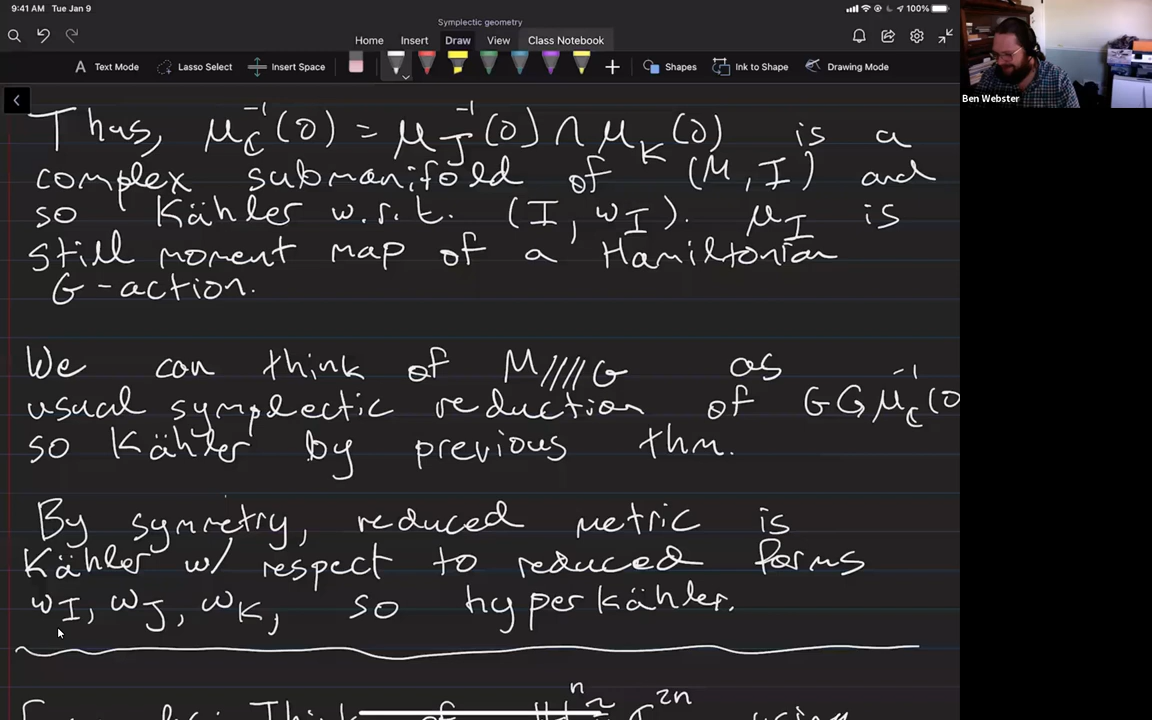 9:41 AM Tue Jan 9
100%
Symplectic geometry
Home Insert Draw View Class Notebook
Text Mode Lasso Select Insert Space Shapes Ink to Shape Drawing Mode
Ben Webster
Thus, μ_C^{-1}(0) = μ_J^{-1}(0) ∩ μ_K(0) is a
complex submanifold of (M, I) and
so Kähler w.r.t. (I, ω_I). μ_I is
still moment map of a Hamiltonian
G-action.
We can think of M////G as
usual symplectic reduction of G G μ_C^{-1}(0
so Kähler by previous thm.
By symmetry, reduced metric is
Kähler w/ respect to reduced forms
ω_I, ω_J, ω_K, so hyperkähler.
Think of